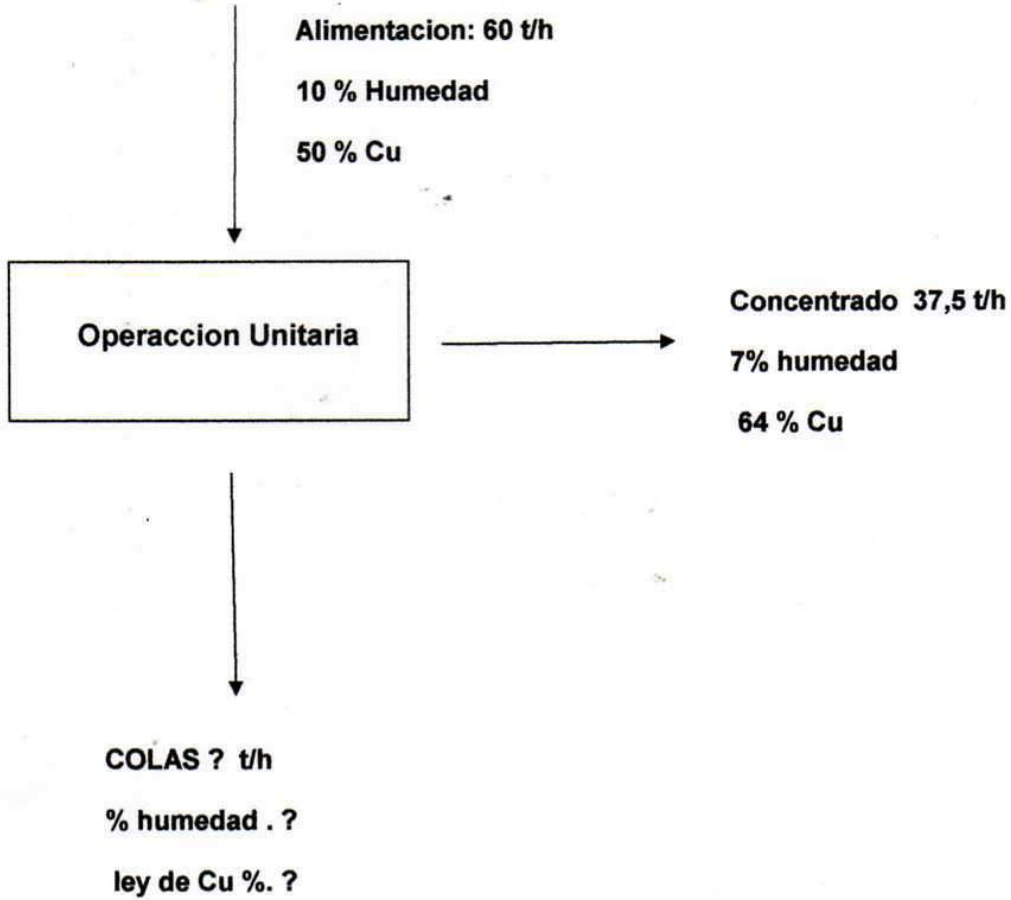 Alimentacion: 60 t/h
10 % Humedad
50 % Cu
Operaccion Unitaria
Concentrado 37,5 t/h
7% humedad
64 % Cu
COLAS ? t/h
% humedad . ?
ley de Cu %. ?